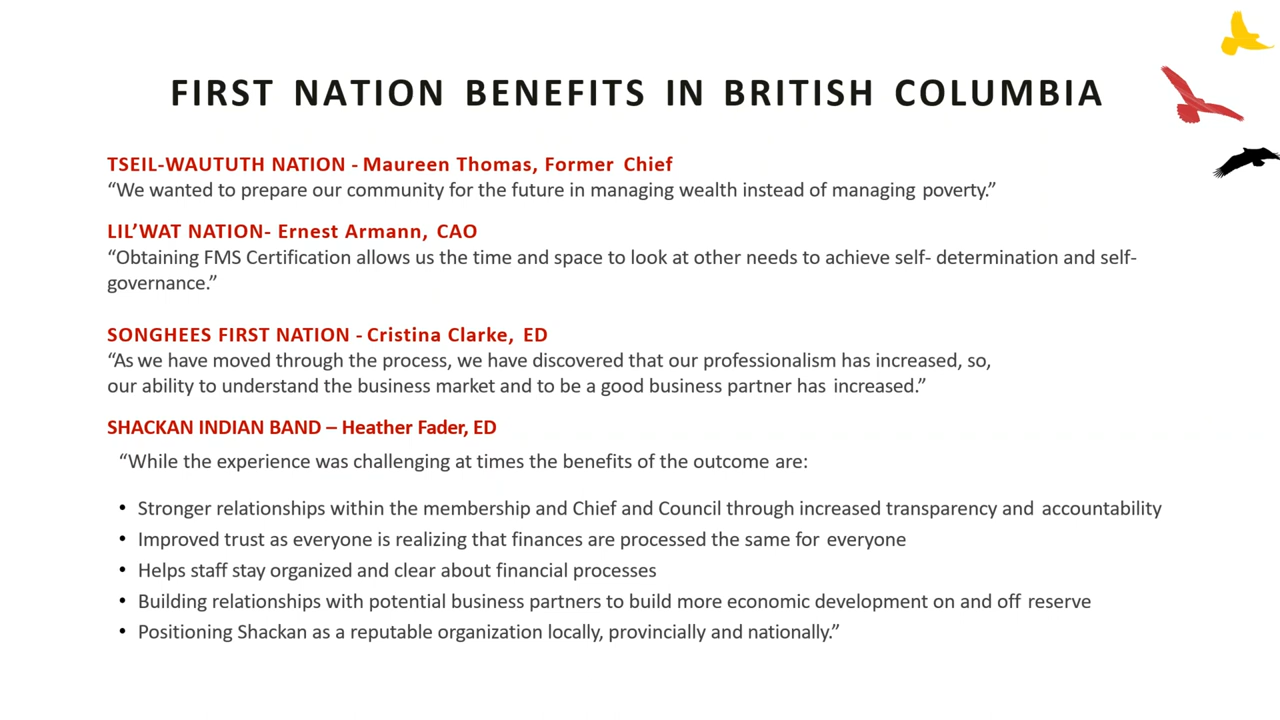 FIRST NATION BENEFITS IN BRITISH COLUMBIA
TSEIL-WAUTUTH NATION - Maureen Thomas, Former Chief
“We wanted to prepare our community for the future in managing wealth instead of managing poverty.”
LIL’WAT NATION- Ernest Armann, CAO
“Obtaining FMS Certification allows us the time and space to look at other needs to achieve self- determination and self-
governance.”
SONGHEES FIRST NATION - Cristina Clarke, ED
“As we have moved through the process, we have discovered that our professionalism has increased, so,
our ability to understand the business market and to be a good business partner has increased.”
SHACKAN INDIAN BAND – Heather Fader, ED
“While the experience was challenging at times the benefits of the outcome are:
• Stronger relationships within the membership and Chief and Council through increased transparency and accountability
• Improved trust as everyone is realizing that finances are processed the same for everyone
• Helps staff stay organized and clear about financial processes
• Building relationships with potential business partners to build more economic development on and off reserve
• Positioning Shackan as a reputable organization locally, provincially and nationally.”